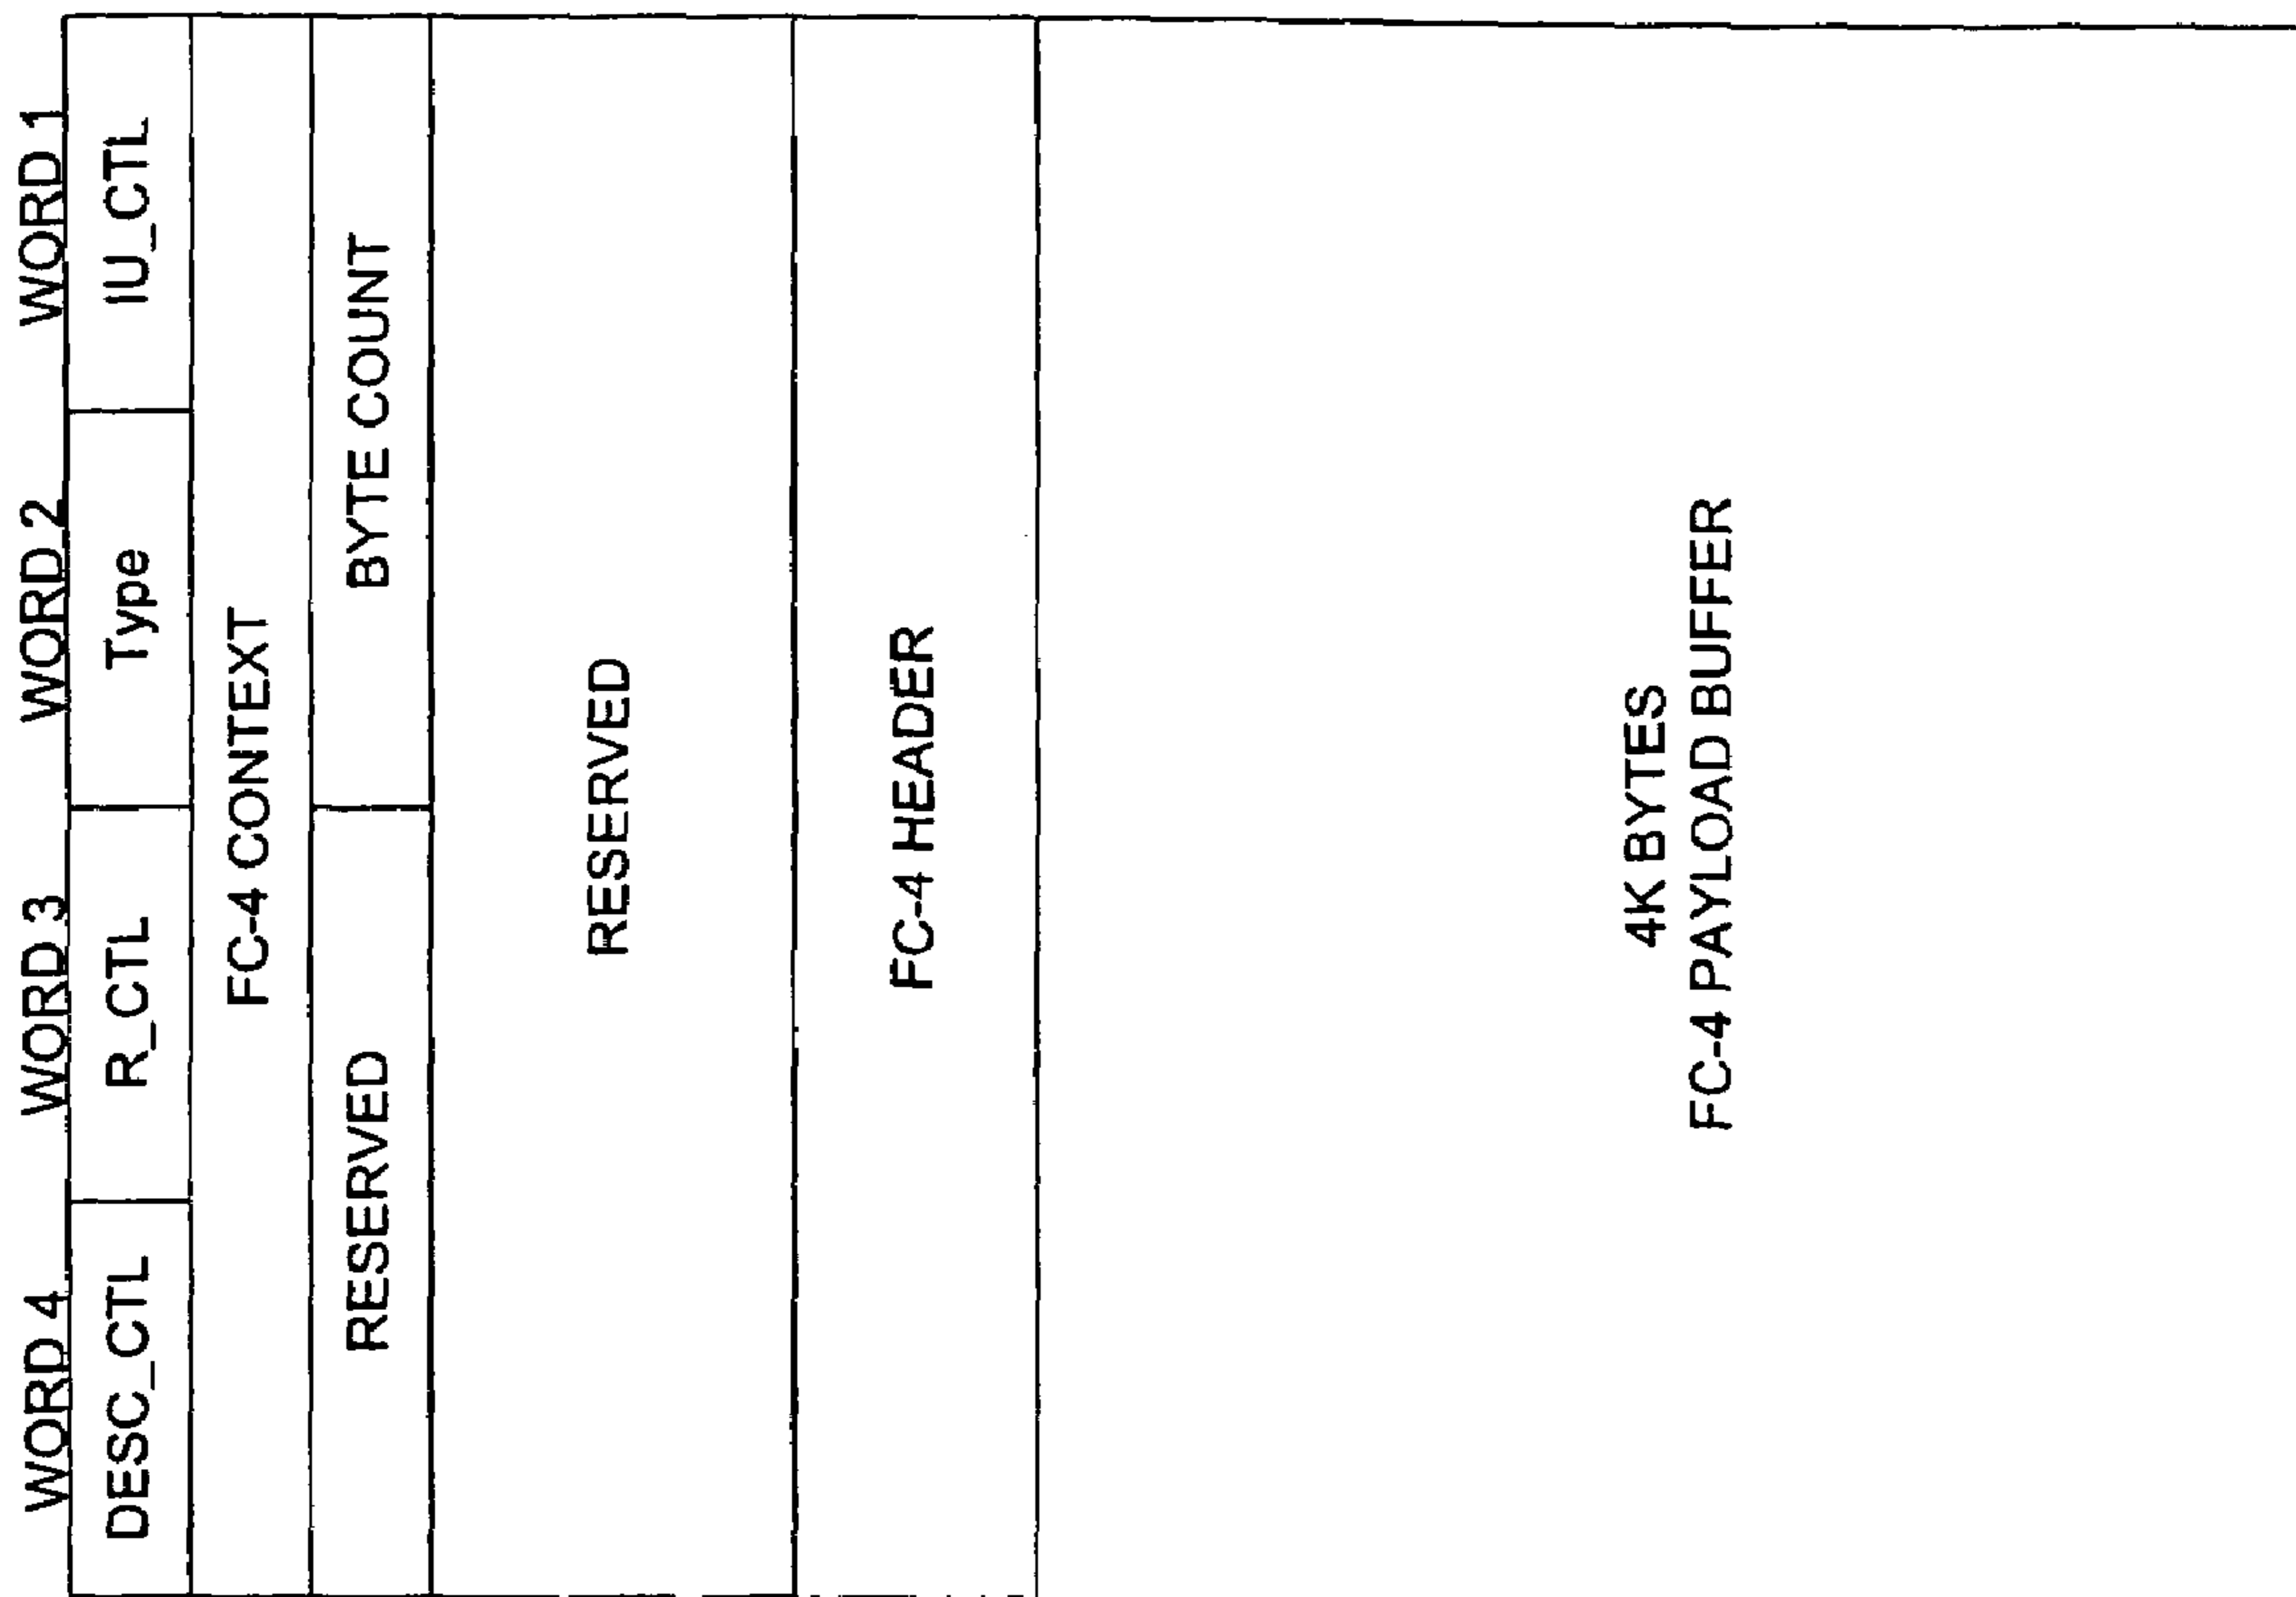 WORD 4 WORD 3 WORD 2 WORD 1
DESC_CTL R_CTL Type IU_CTL
FC-4 CONTEXT
RESERVED BYTE COUNT
RESERVED
FC-4 HEADER
4K BYTES
FC-4 PAYLOAD BUFFER